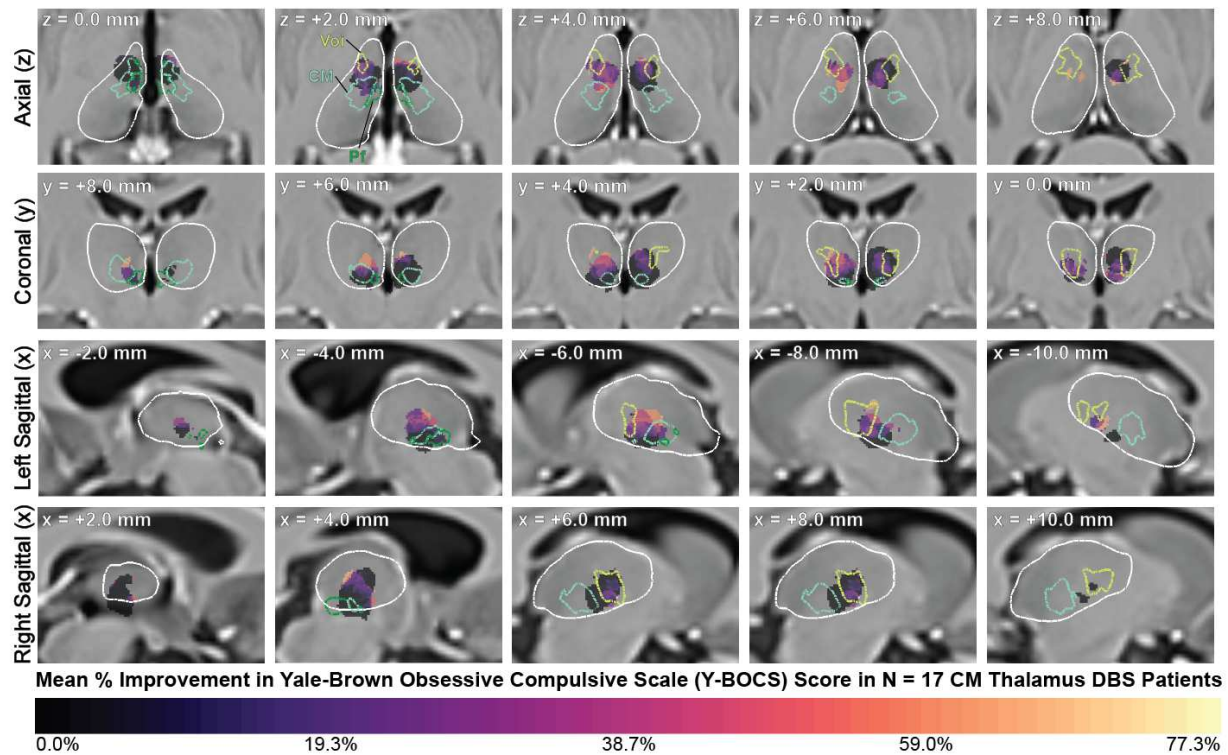 Axial (z)
z = 0.0 mm
z = +2.0 mm
z = +4.0 mm
z = +6.0 mm
z = +8.0 mm
Voi
CM
Pf
Coronal (y)
y = +8.0 mm
y = +6.0 mm
y = +4.0 mm
y = +2.0 mm
y = 0.0 mm
Left Sagittal (x)
x = -2.0 mm
x = -4.0 mm
x = -6.0 mm
x = -8.0 mm
x = -10.0 mm
Right Sagittal (x)
x = +2.0 mm
x = +4.0 mm
x = +6.0 mm
x = +8.0 mm
x = +10.0 mm
Mean % Improvement in Yale-Brown Obsessive Compulsive Scale (Y-BOCS) Score in N = 17 CM Thalamus DBS Patients
0.0% 19.3% 38.7% 59.0% 77.3%